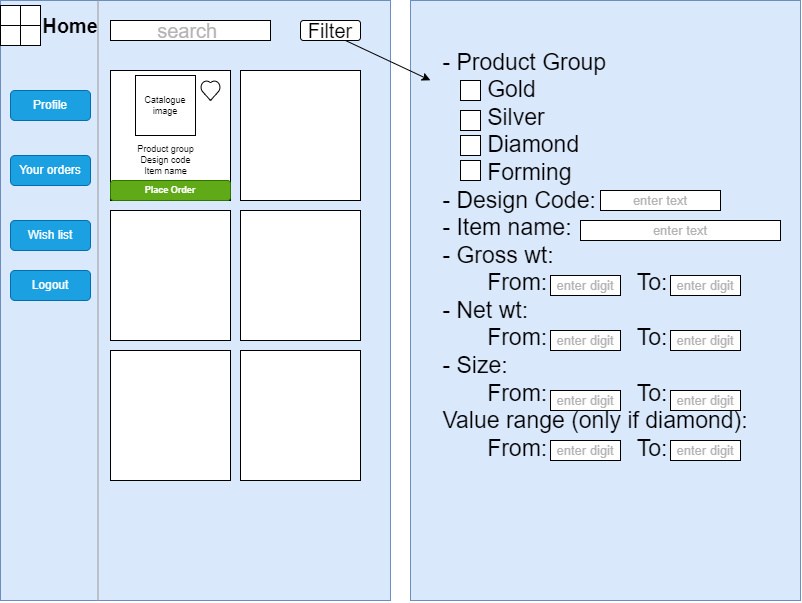 Home
search
Filter
Profile
Your orders
Wish list
Logout
Catalogue
image
Product group
Design code
Item name
Place Order
- Product Group
Gold
Silver
Diamond
Forming
- Design Code: enter text
- Item name: enter text
- Gross wt:
From: enter digit To: enter digit
- Net wt:
From: enter digit To: enter digit
- Size:
From: enter digit To: enter digit
Value range (only if diamond):
From: enter digit To: enter digit